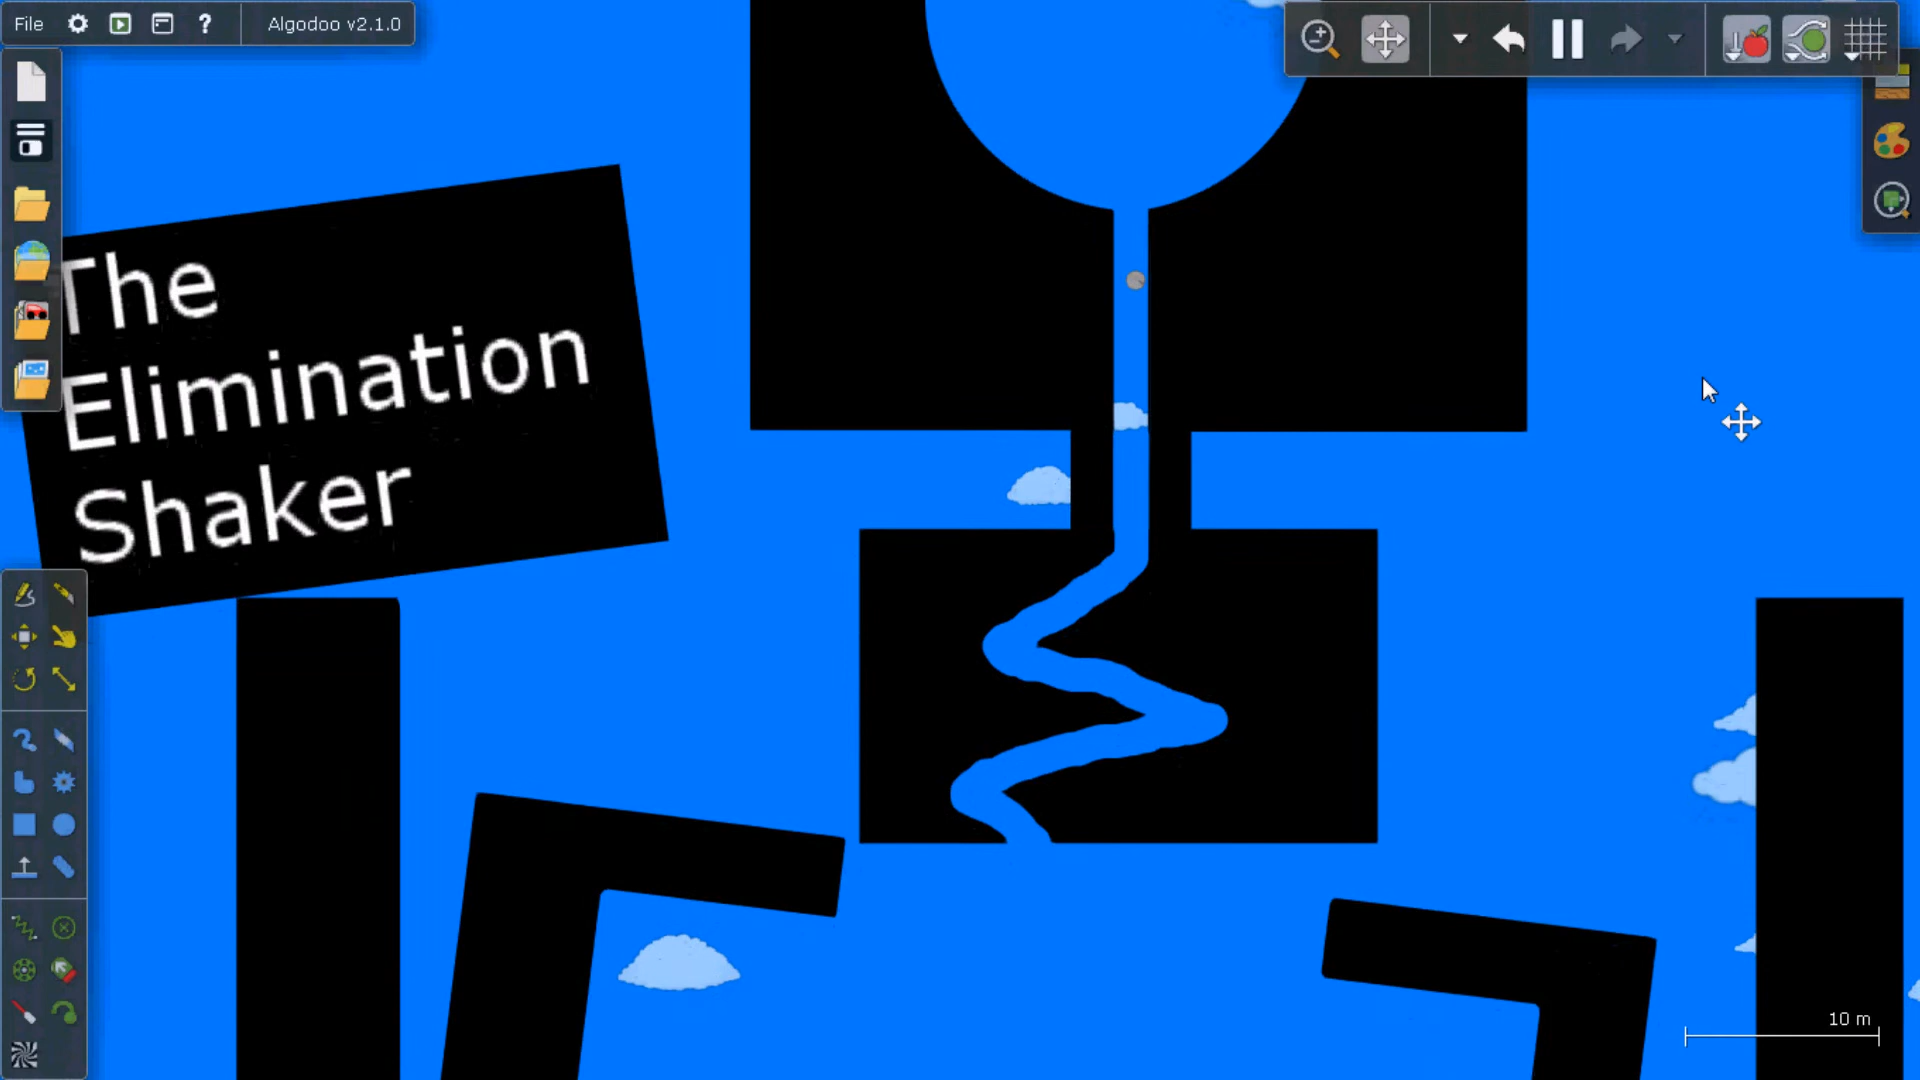 File
?
Algodoo v2.1.0
The
Elimination
Shaker
10 m